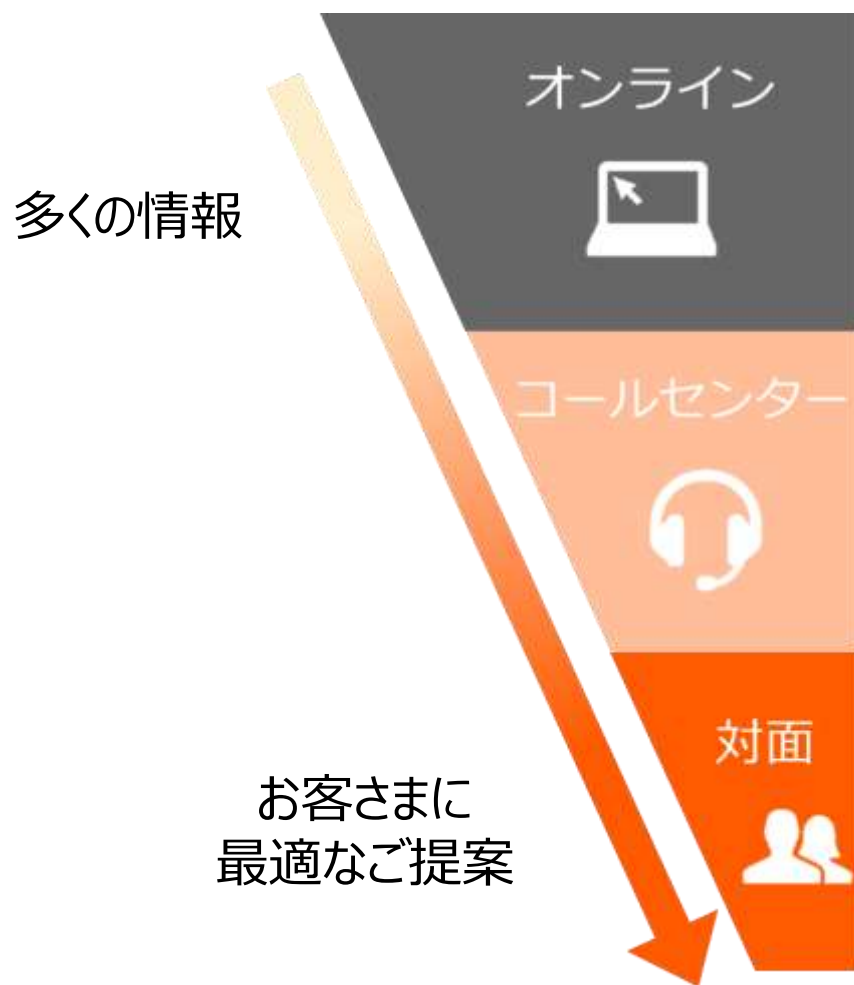 オンライン
多くの情報
コールセンター
対面
お客さまに
最適なご提案